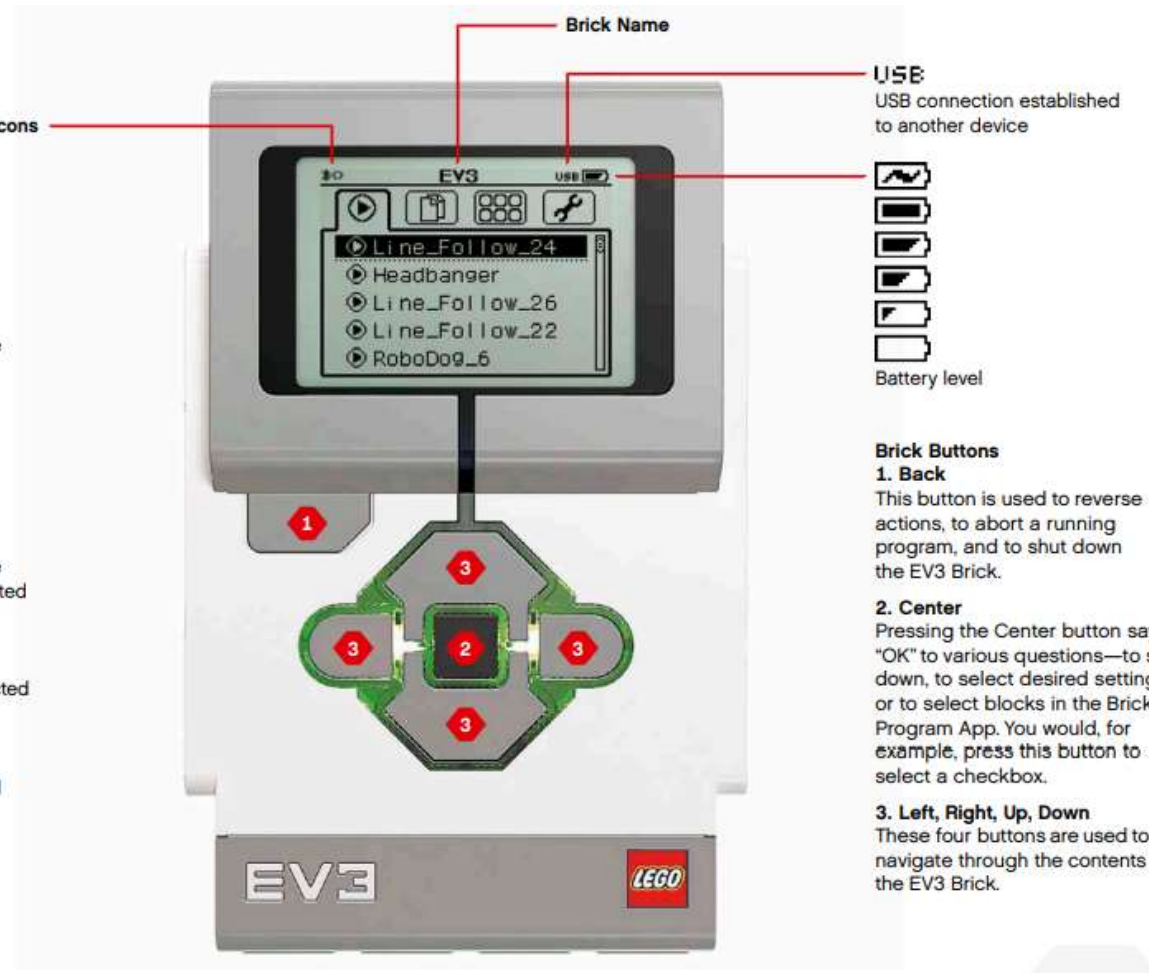 Brick Name
cons
USB
USB connection established
to another device
EV3
USB
Line_Follow_24
Headbanger
Line_Follow_26
Line_Follow_22
RoboDog_6
Battery level
Brick Buttons
1. Back
This button is used to reverse
actions, to abort a running
program, and to shut down
the EV3 Brick.
2. Center
Pressing the Center button sa
"OK" to various questions—to s
down, to select desired setting
or to select blocks in the Brick
Program App. You would, for
example, press this button to
select a checkbox.
3. Left, Right, Up, Down
These four buttons are used to
navigate through the contents
the EV3 Brick.
ted
cted
1
3
3
2
3
3
EV3
LEGO